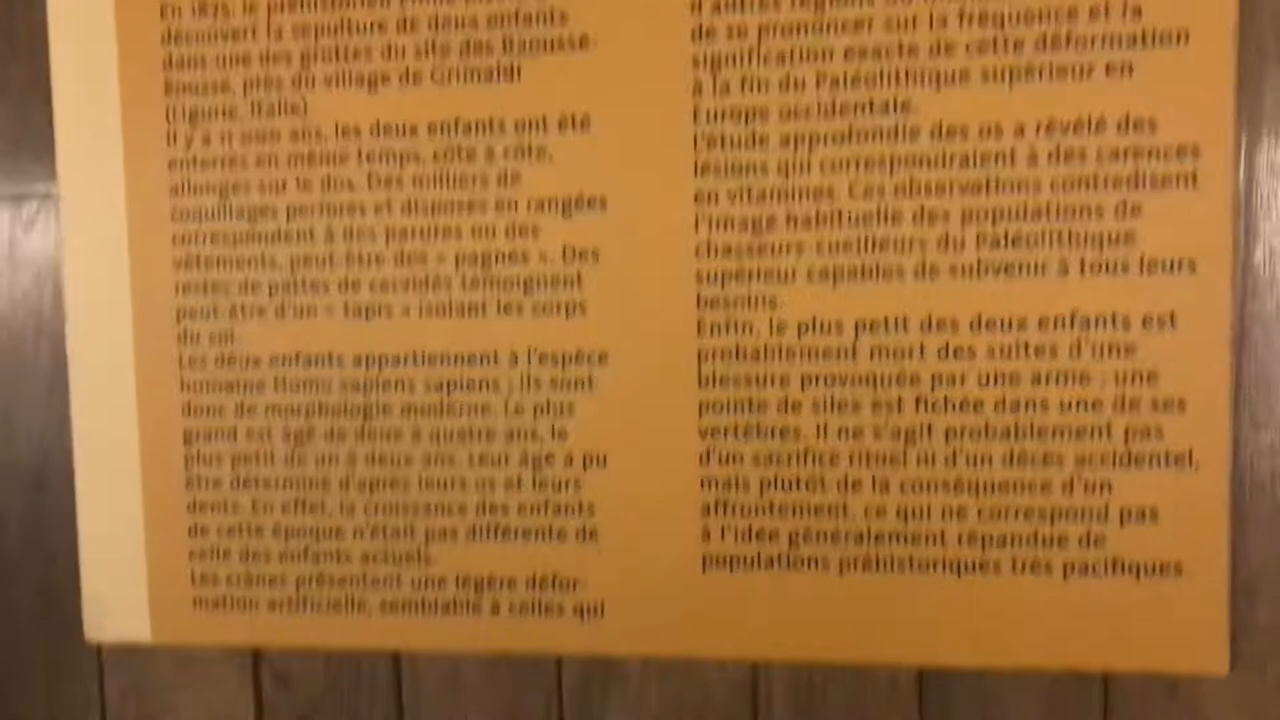 découvert la sépulture de deux enfants
dans une des grottes du site des Baousse-
Rousse, près du village de Grimaldi
(Ligurie, Italie).
Il y a 11 000 ans, les deux enfants ont été
enterrés en même temps, côte à côte,
allongés sur le dos. Des milliers de
coquillages perforés et disposés en rangées
correspondent à des parures ou des
vêtements, peut-être des « pagnes ». Des
restes de pattes de cervidés témoignent
peut-être d'un « tapis » isolant les corps
du sol.
Les deux enfants appartiennent à l'espèce
humaine Homo sapiens sapiens ; ils sont
donc de morphologie moderne. Le plus
grand est âgé de deux à quatre ans, le
plus petit de un à deux ans. Leur âge a pu
être déterminé d'après leurs os et leurs
dents. En effet, la croissance des enfants
de cette époque n'était pas différente de
celle des enfants actuels.
Les crânes présentent une légère défor-
mation artificielle, semblable à celles qui
d'autres régions du
de se prononcer sur la fréquence et la
signification exacte de cette déformation
à la fin du Paléolithique supérieur en
Europe occidentale.
L'étude approfondie des os a révélé des
lésions qui correspondraient à des carences
en vitamines. Ces observations contredisent
l'image habituelle des populations de
chasseurs-cueilleurs du Paléolithique
supérieur capables de subvenir à tous leurs
besoins.
Enfin, le plus petit des deux enfants est
probablement mort des suites d'une
blessure provoquée par une arme : une
pointe de silex est fichée dans une de ses
vertèbres. Il ne s'agit probablement pas
d'un sacrifice rituel ni d'un décès accidentel,
mais plutôt de la conséquence d'un
affrontement, ce qui ne correspond pas
à l'idée généralement répandue de
populations préhistoriques très pacifiques